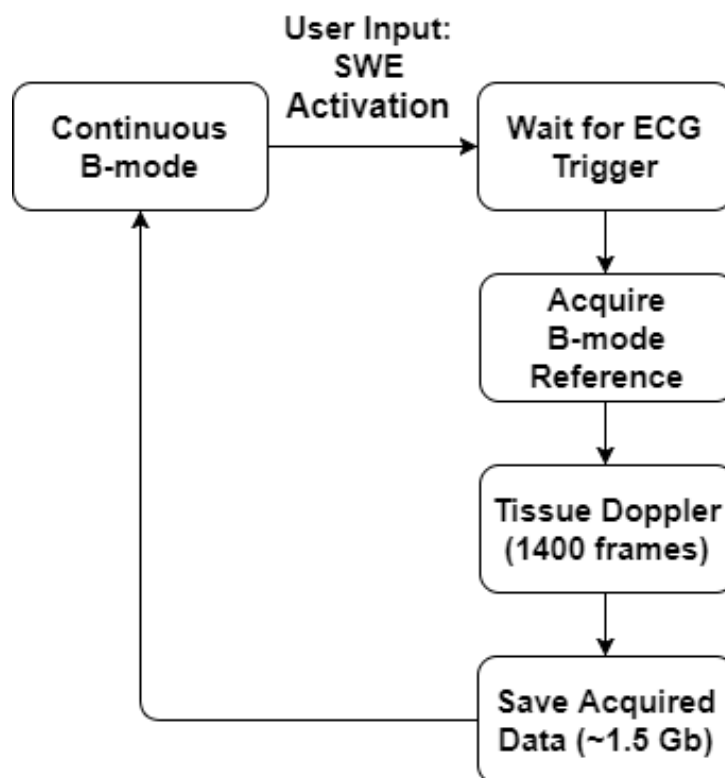 Continuous
B-mode
User Input:
SWE
Activation
Wait for ECG
Trigger
Acquire
B-mode
Reference
Tissue Doppler
(1400 frames)
Save Acquired
Data (~1.5 Gb)